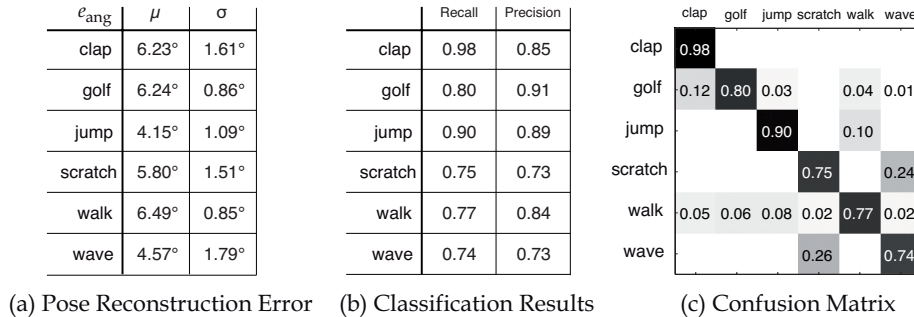 e_ang μ σ
clap 6.23° 1.61°
golf 6.24° 0.86°
jump 4.15° 1.09°
scratch 5.80° 1.51°
walk 6.49° 0.85°
wave 4.57° 1.79°
(a) Pose Reconstruction Error
Recall Precision
clap 0.98 0.85
golf 0.80 0.91
jump 0.90 0.89
scratch 0.75 0.73
walk 0.77 0.84
wave 0.74 0.73
(b) Classification Results
clap golf jump scratch walk wave
clap 0.98
golf 0.12 0.80 0.03 0.04 0.01
jump 0.90 0.10
scratch 0.75 0.24
walk 0.05 0.06 0.08 0.02 0.77 0.02
wave 0.26 0.74
(c) Confusion Matrix